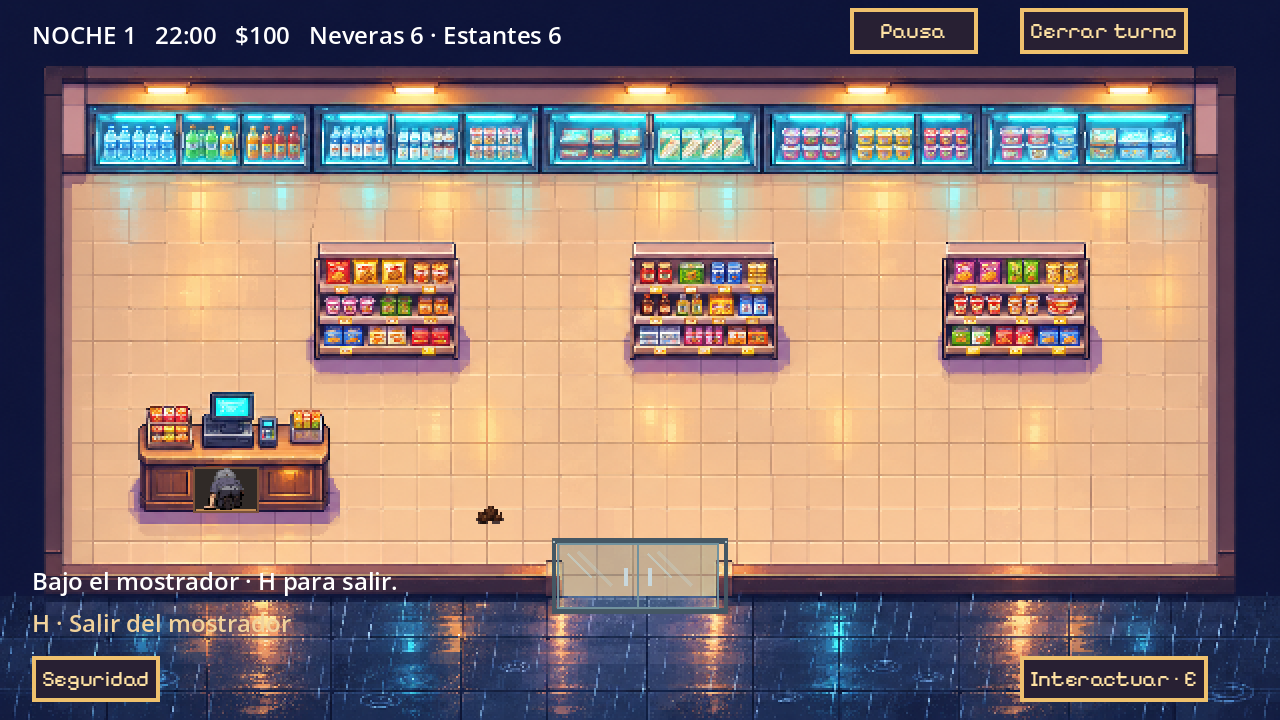 NOCHE 1 22:00 $100 Neveras 6 · Estantes 6
Pausa
Cerrar turno
Bajo el mostrador · H para salir.
H · Salir del mostrador
Seguridad
Interactuar · E